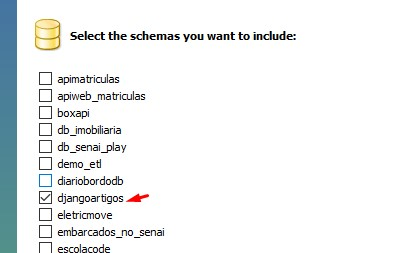 Select the schemas you want to include:
apimatriculas
apiweb_matriculas
boxapi
db_imobiliaria
db_senai_play
demo_etl
diariobordodb
djangoartigos
eletricmove
embarcados_no_senai
escolacode